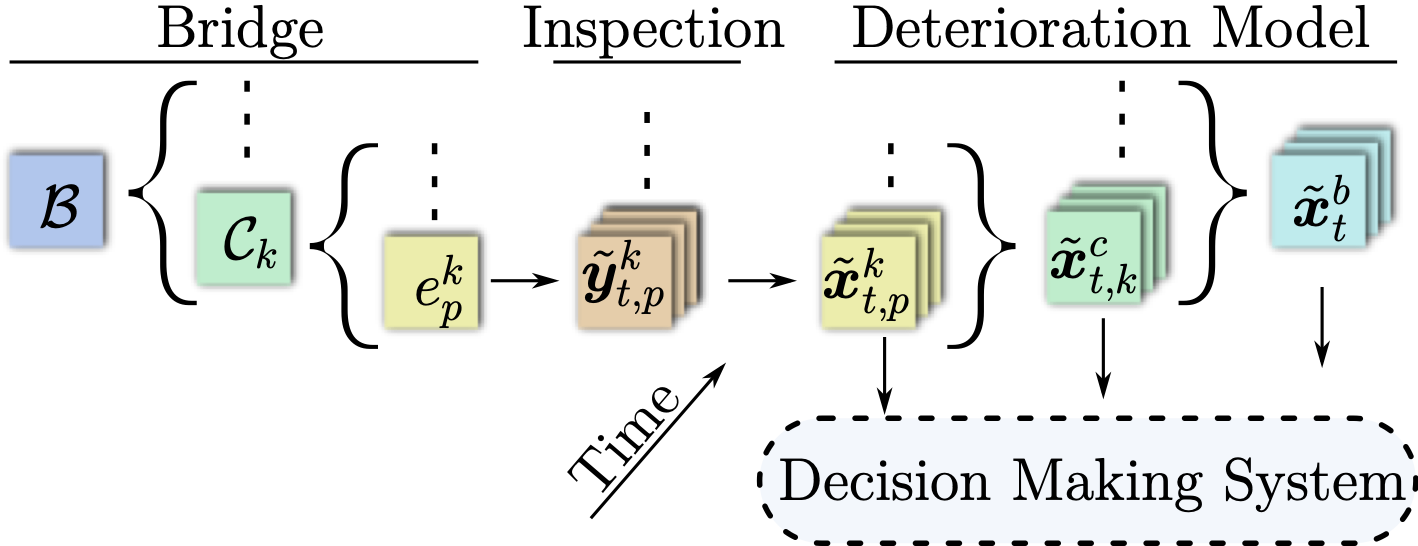 Bridge Inspection Deterioration Model
$\mathcal{B}$
$\mathcal{C}_k$
$e_p^k$
$\tilde{\boldsymbol{y}}_{t,p}^k$
$\tilde{\boldsymbol{x}}_{t,p}^k$
$\tilde{\boldsymbol{x}}_{t,k}^c$
$\tilde{\boldsymbol{x}}_t^b$
Time
Decision Making System